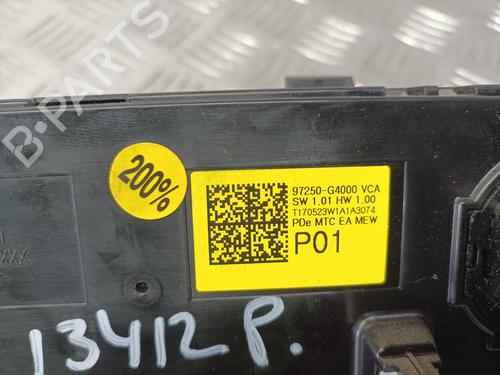 B-PARTS
200%
97250-G4000 VCA
SW 1.01 HW 1.00
T170523W1A1A3074
PDe MTC EA MEW
P01
13412 P.